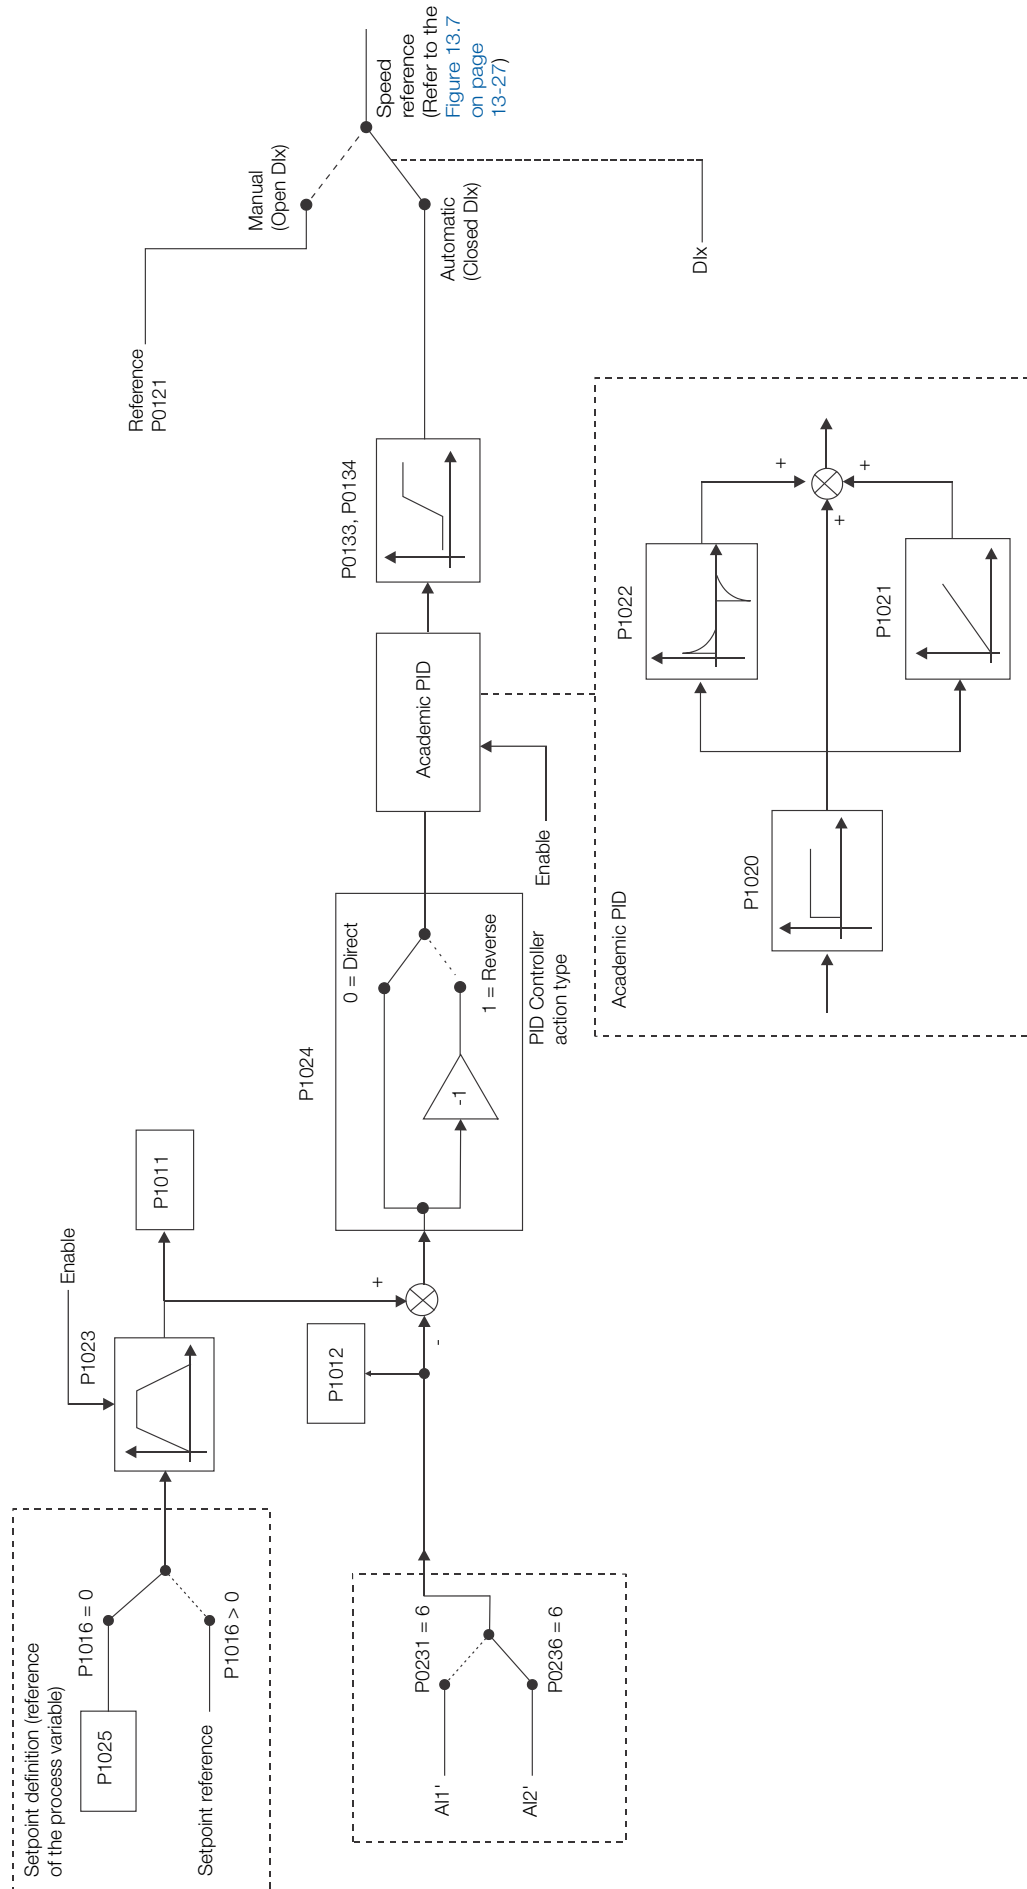 Setpoint definition (reference
of the process variable)
P1025
P1016 = 0
Setpoint reference
P1016 > 0
Enable
P1023
P1011
AI1'
P0231 = 6
AI2'
P0236 = 6
P1012
+
-
P1024
0 = Direct
-1
1 = Reverse
PID Controller
action type
Enable
Academic PID
P0133, P0134
Reference
P0121
Manual
(Open DIx)
Automatic
(Closed DIx)
DIx
Speed
reference
(Refer to the
Figure 13.7
on page
13-27)
Academic PID
P1020
P1022
P1021
+
+
+